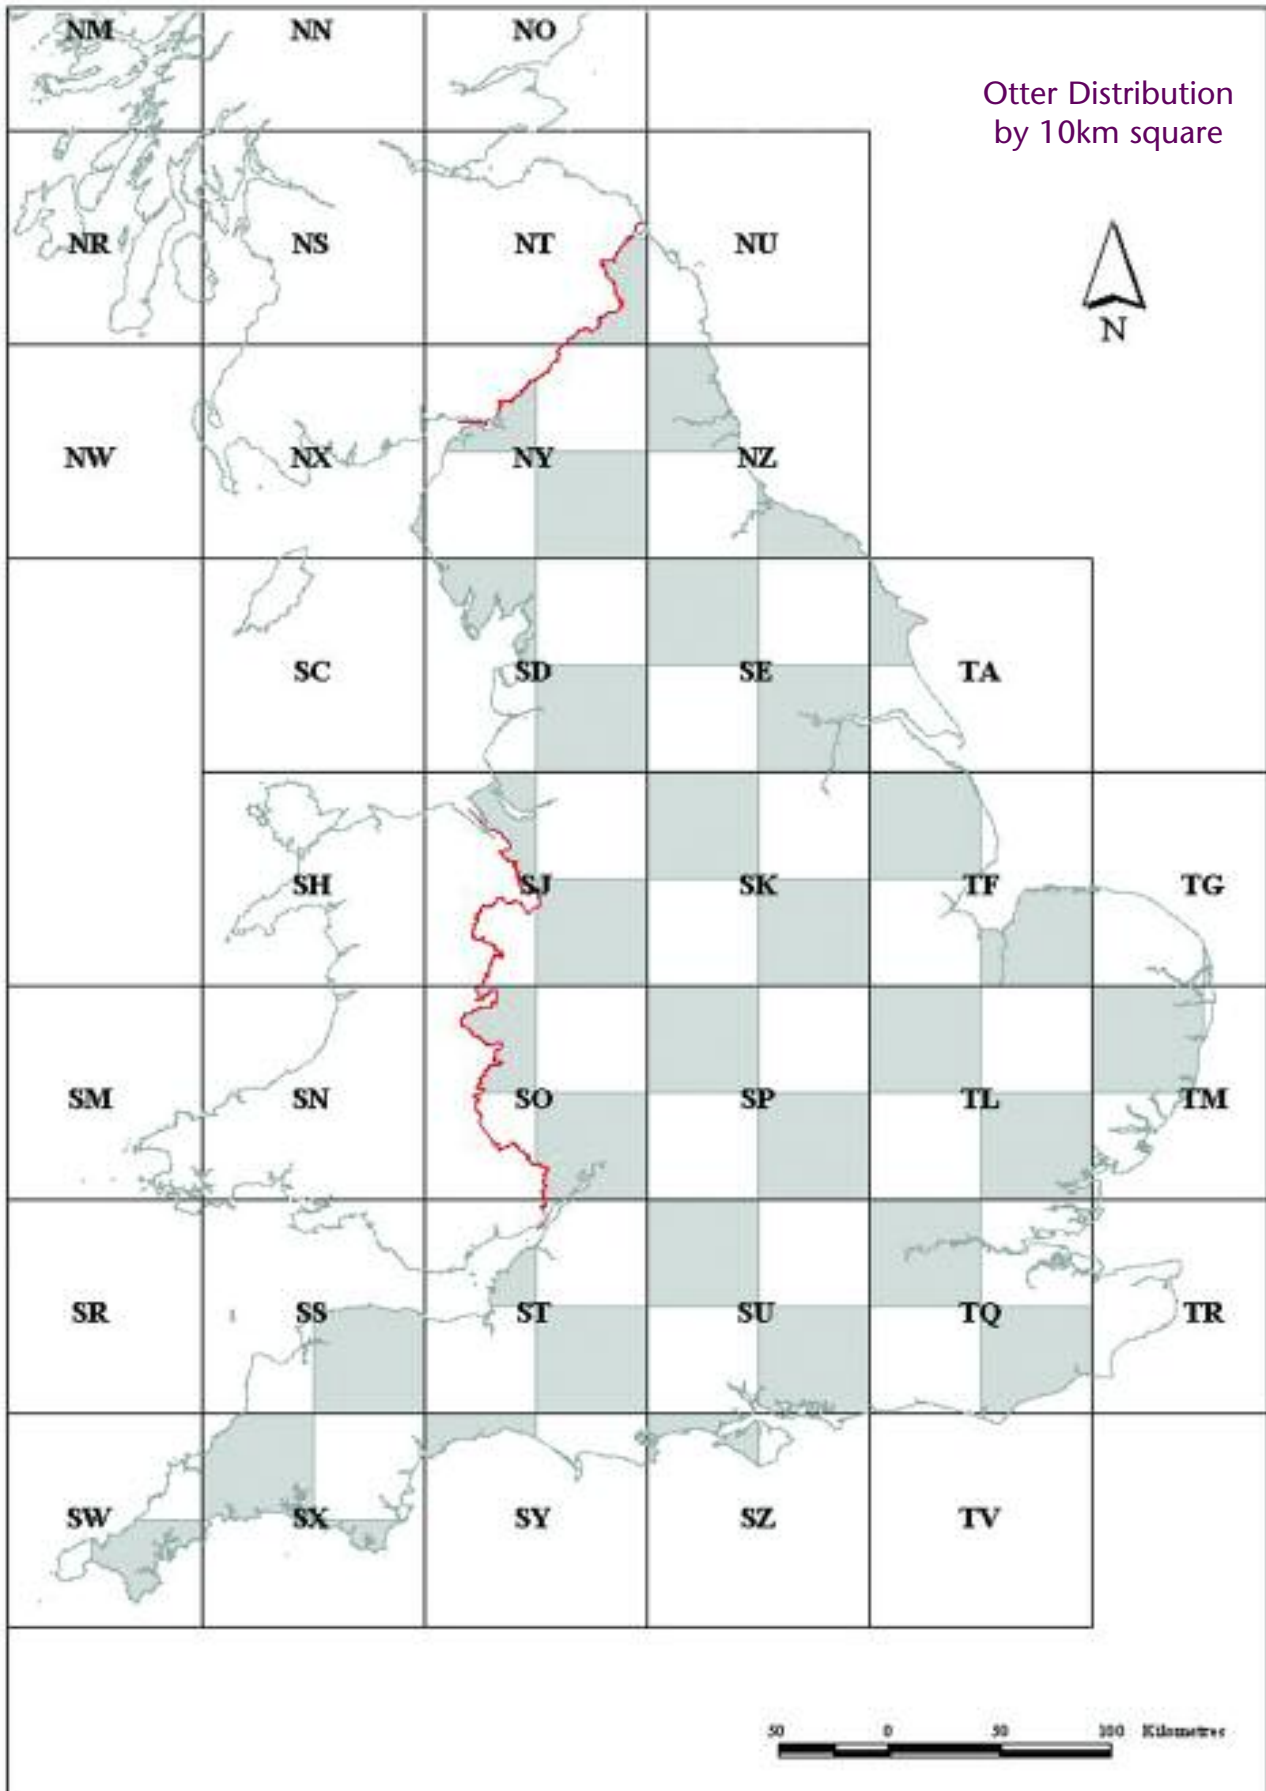 NM NN NO
Otter Distribution
by 10km square
NR NS NT NU
N
NW NX NY NZ
SC SD SE TA
SH SJ SK TF TG
SM SN SO SP TL TM
SR SS ST SU TQ TR
SW SX SY SZ TV
50 0 50 100 Kilometres